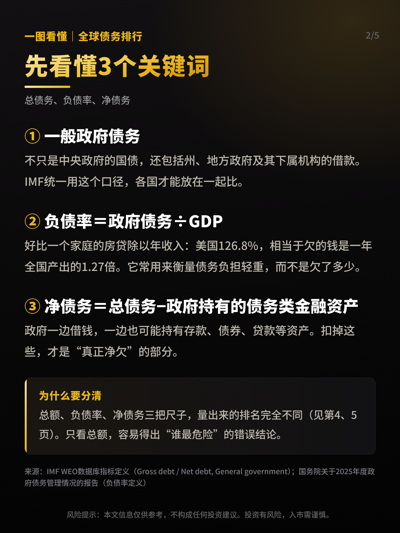 一图看懂｜全球债务排行
2/5
先看懂3个关键词
总债务、负债率、净债务
① 一般政府债务
不只是中央政府的国债，还包括州、地方政府及其下属机构的借款。
IMF统一用这个口径，各国才能放在一起比。
② 负债率＝政府债务÷GDP
好比一个家庭的房贷除以年收入：美国126.8%，相当于欠的钱是一年
全国产出的1.27倍。它常用来衡量债务负担轻重，而不是欠了多少。
③ 净债务＝总债务−政府持有的债务类金融资产
政府一边借钱，一边也可能持有存款、债券、贷款等资产。扣掉这
些，才是“真正净欠”的部分。
为什么要分清
总额、负债率、净债务三把尺子，量出来的排名完全不同（见第4、5
页）。只看总额，容易得出“谁最危险”的错误结论。
来源：IMF WEO数据库指标定义（Gross debt / Net debt, General government）；国务院关于2025年度政
府债务管理情况的报告（负债率定义）
风险提示：本文信息仅供参考，不构成任何投资建议。投资有风险，入市需谨慎。